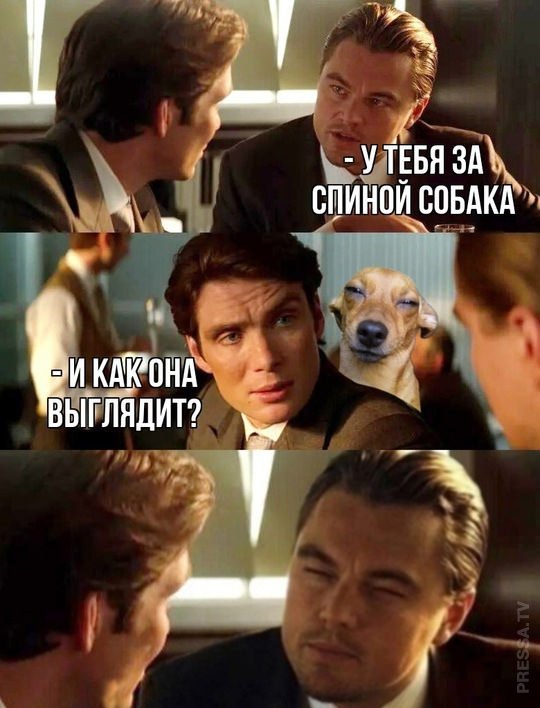 - У ТЕБЯ ЗА
СПИНОЙ СОБАКА
- И КАК ОНА
ВЫГЛЯДИТ?
PRESSA.TV